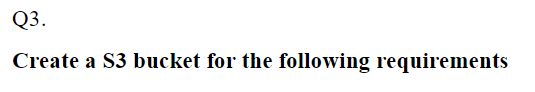 Q3.
Create a S3 bucket for the following requirements